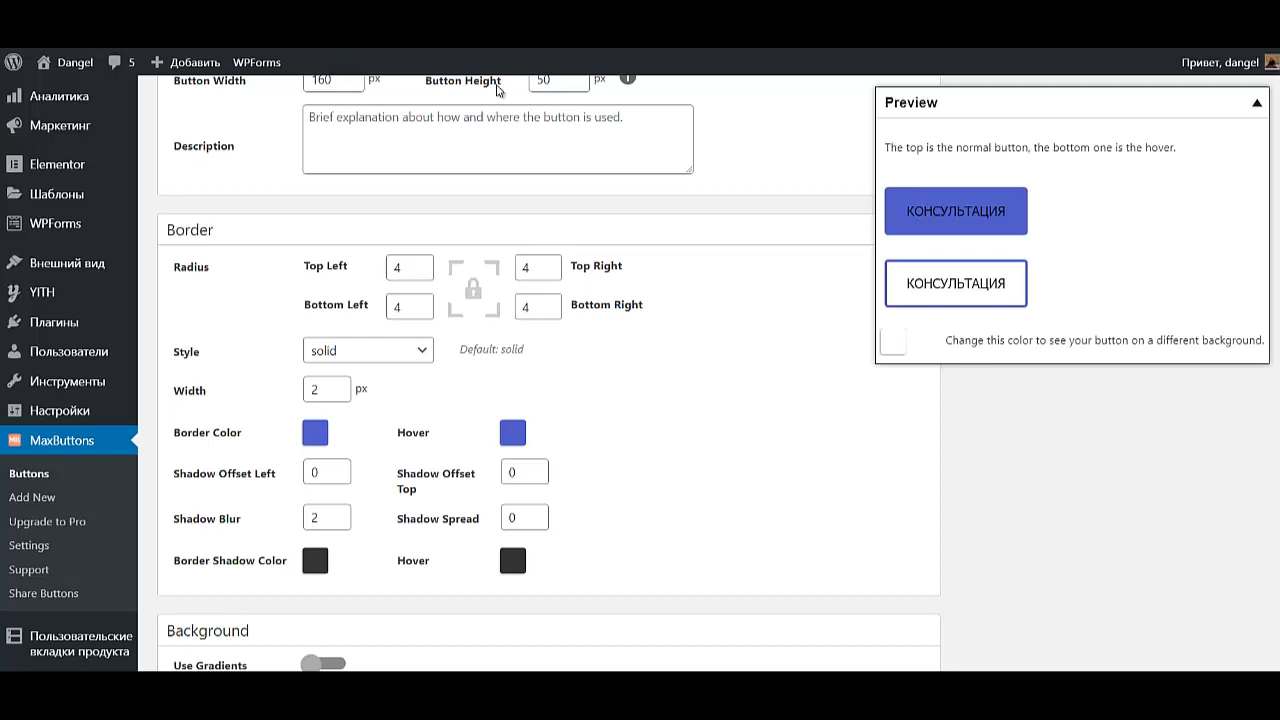 Dangel 5 Добавить WPForms Привет, dangel
Аналитика
Маркетинг
Elementor
Шаблоны
WPForms
Внешний вид
YITH
Плагины
Пользователи
Инструменты
Настройки
MaxButtons
Buttons
Add New
Upgrade to Pro
Settings
Support
Share Buttons
Пользовательские
вкладки продукта
Button Width 160 px Button Height 50 px
Description Brief explanation about how and where the button is used.
Border
Radius Top Left 4 4 Top Right
Bottom Left 4 4 Bottom Right
Style solid Default: solid
Width 2 px
Border Color Hover
Shadow Offset Left 0 Shadow Offset
Top 0
Shadow Blur 2 Shadow Spread 0
Border Shadow Color Hover
Background
Use Gradients
Preview
The top is the normal button, the bottom one is the hover.
КОНСУЛЬТАЦИЯ
КОНСУЛЬТАЦИЯ
Change this color to see your button on a different background.